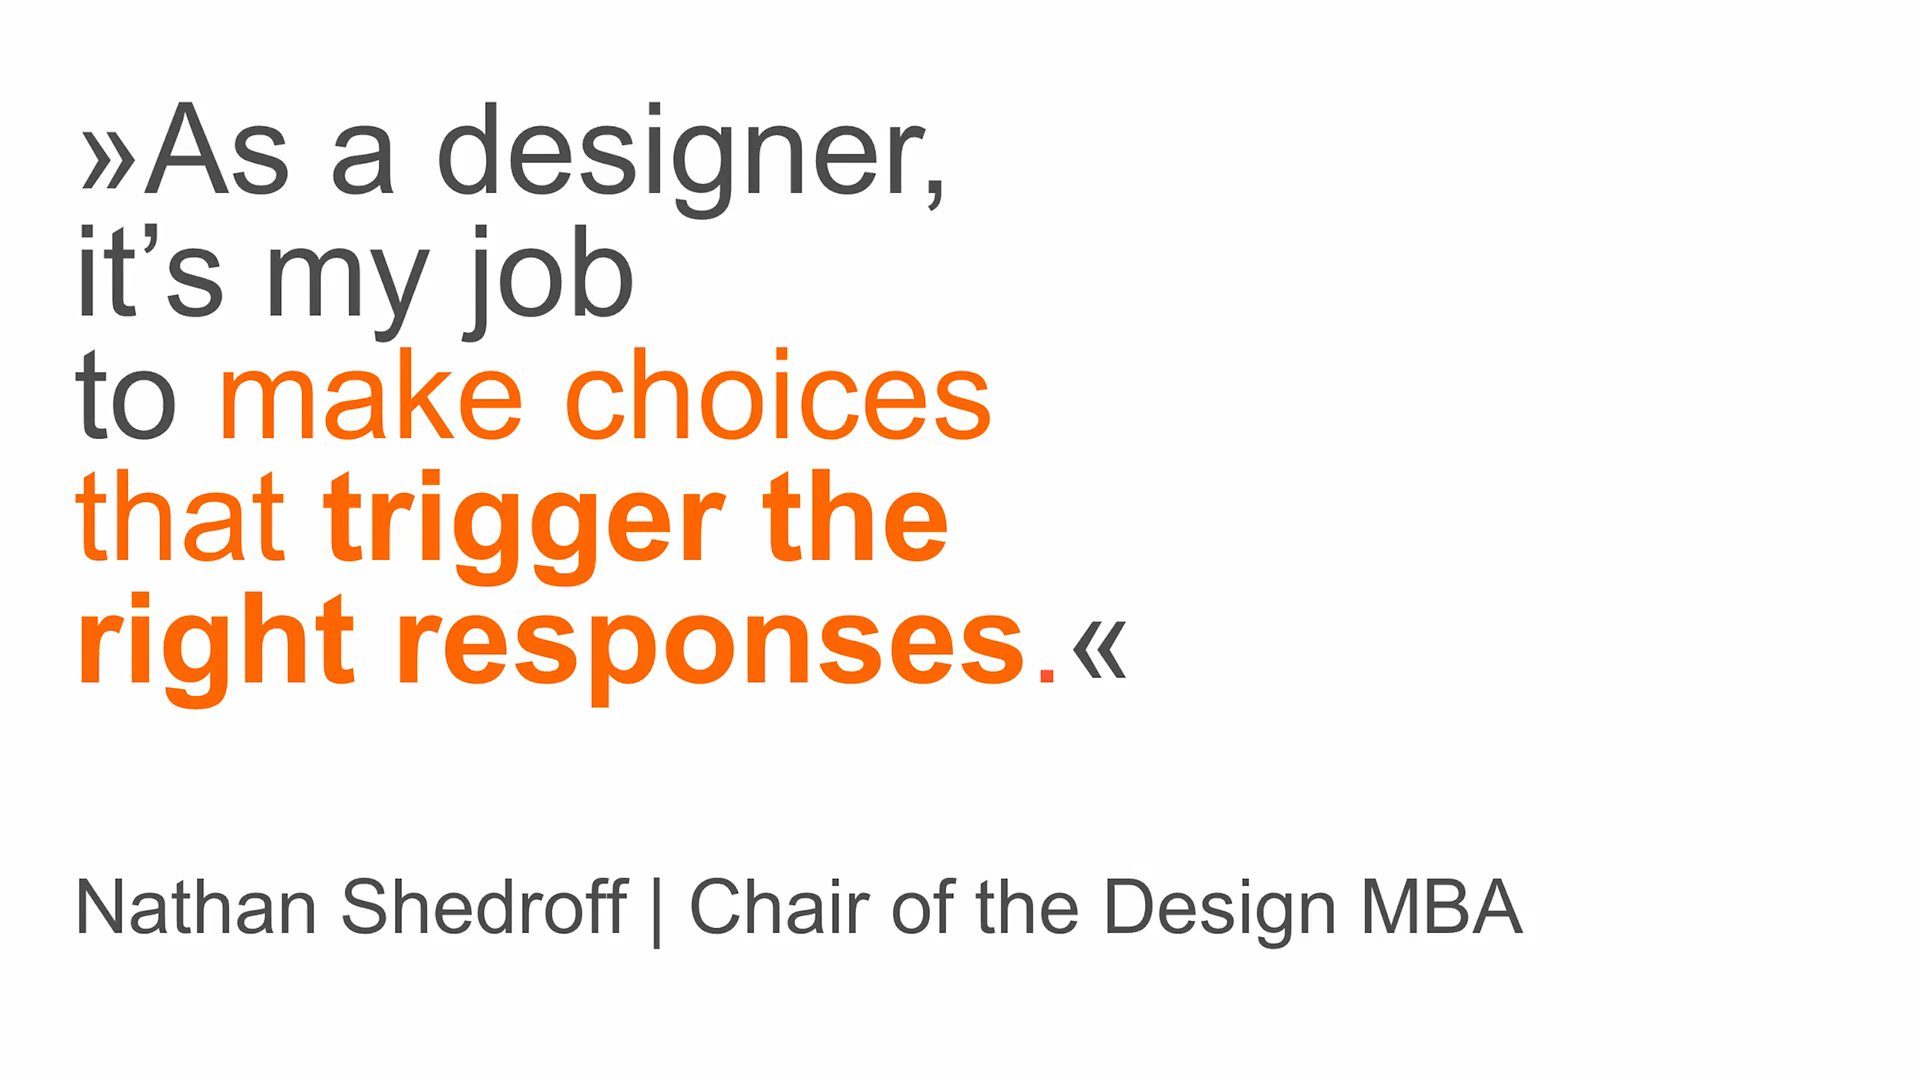 »As a designer,
it’s my job
to make choices
that trigger the
right responses.«
Nathan Shedroff | Chair of the Design MBA